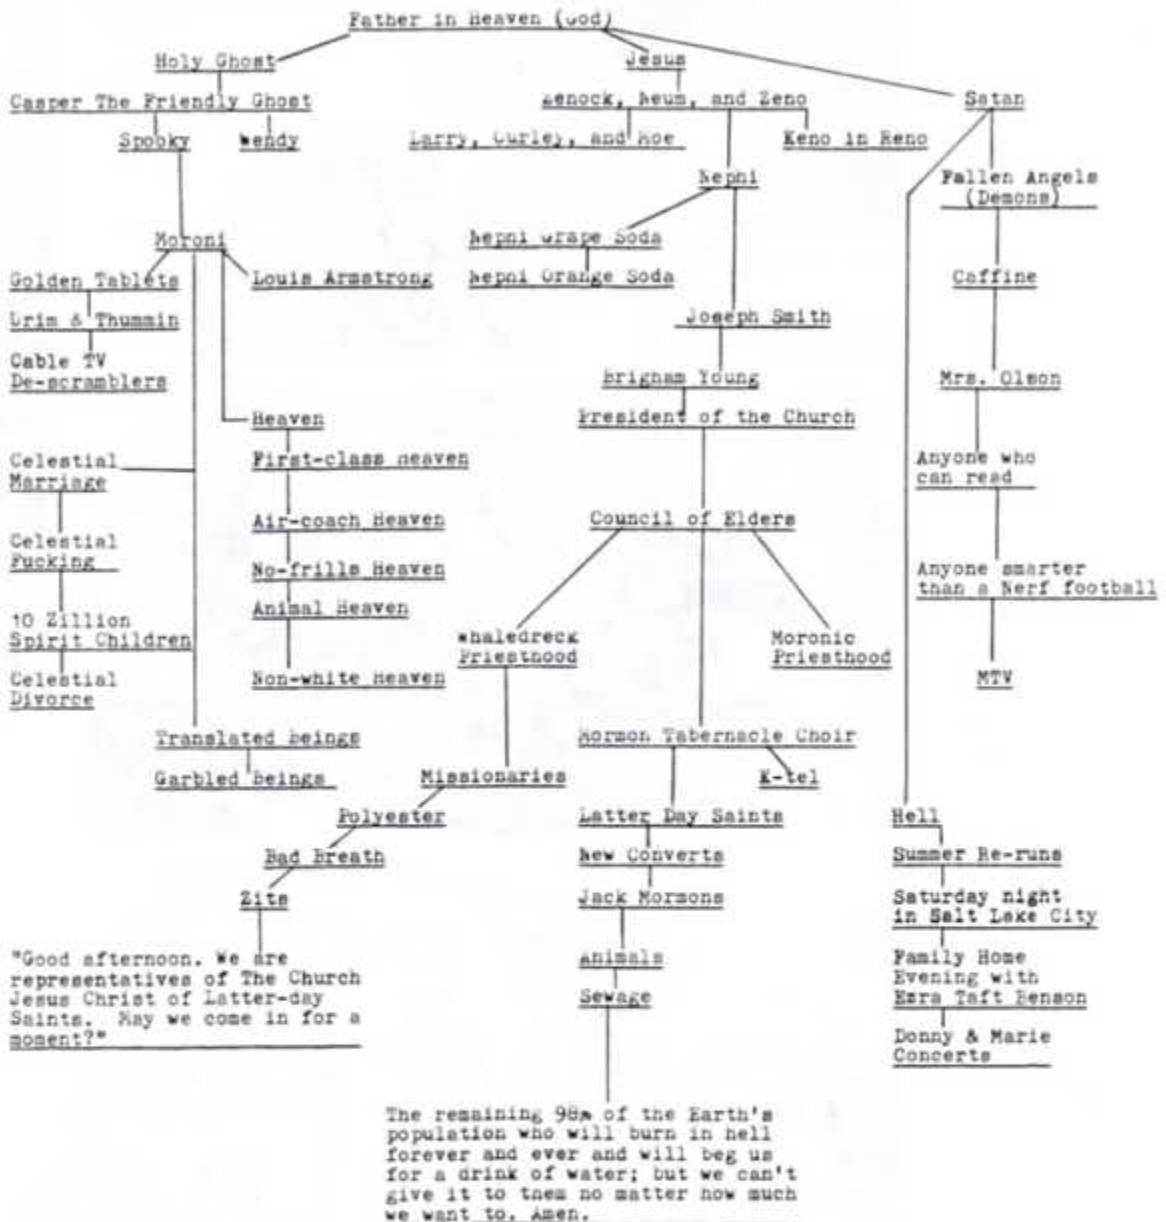 Father in Heaven (God)
Holy Ghost
Jesus
Casper The Friendly Ghost
Zenock, Neum, and Zeno
Satan
Spooky
Wendy
Larry, Curley, and Moe
Keno in Reno
Nephi
Fallen Angels
(Demons)
Moroni
Nephi Grape Soda
Golden Tablets
Louis Armstrong
Nephi Orange Soda
Caffine
Urim & Thummin
Joseph Smith
Cable TV
De-scramblers
Brigham Young
Mrs. Olson
Heaven
President of the Church
Celestial
Marriage
First-class Heaven
Anyone who
can read
Air-coach Heaven
Council of Elders
Celestial
Fucking
No-frills Heaven
Anyone smarter
than a Nerf football
Animal Heaven
10 Zillion
Spirit Children
Whaledreck
Priesthood
Moronic
Priesthood
Celestial
Divorce
Non-white Heaven
MTV
Translated beings
Mormon Tabernacle Choir
Garbled beings
Missionaries
K-tel
Polyester
Latter Day Saints
Hell
Bad Breath
New Converts
Summer Re-runs
Zits
Jack Mormons
Saturday night
in Salt Lake City
"Good afternoon. We are
representatives of The Church
Jesus Christ of Latter-day
Saints. May we come in for a
moment?"
Animals
Sewage
Family Home
Evening with
Ezra Taft Benson
Donny & Marie
Concerts
The remaining 98% of the Earth's
population who will burn in hell
forever and ever and will beg us
for a drink of water; but we can't
give it to them no matter how much
we want to. Amen.